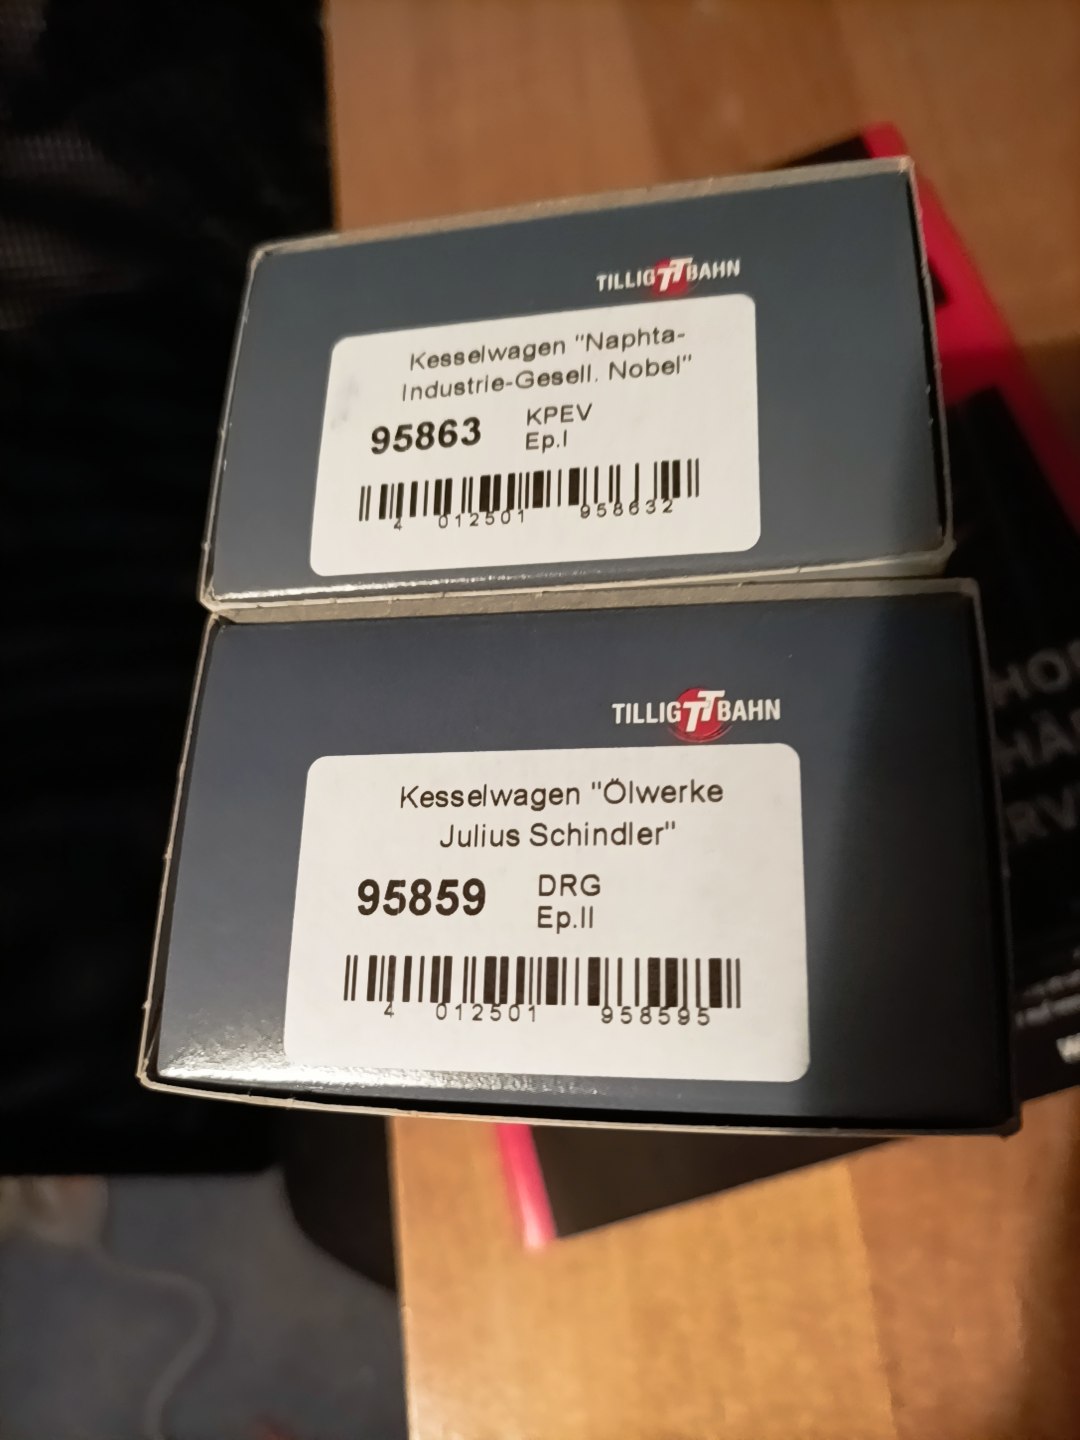 TILLIG TT BAHN
Kesselwagen "Naphta-
Industrie-Gesell. Nobel"
95863
KPEV
Ep.I
4 012501 958632
TILLIG TT BAHN
Kesselwagen "Ölwerke
Julius Schindler"
95859
DRG
Ep.II
4 012501 958595